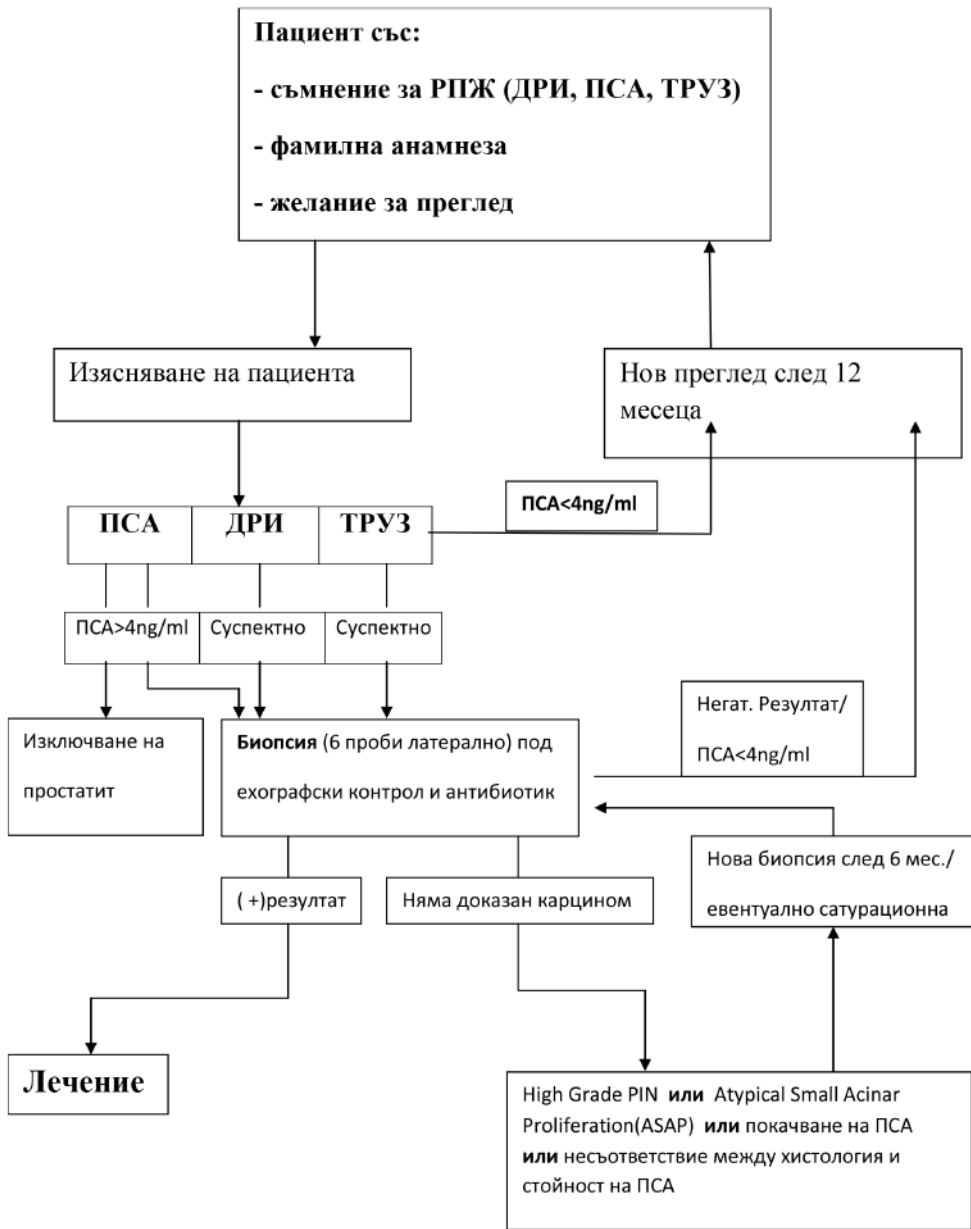 Пациент със:
- съмнение за РПЖ (ДРИ, ПСА, ТРУЗ)
- фамилна анамнеза
- желание за преглед
Изясняване на пациента
Нов преглед след 12
месеца
ПСА<4ng/ml
ПСА ДРИ ТРУЗ
ПСА>4ng/ml Суспектно Суспектно
Негат. Резултат/
ПСА<4ng/ml
Изключване на
простатит
Биопсия (6 проби латерално) под
ехографски контрол и антибиотик
Нова биопсия след 6 мес./
евентуално сатурационна
( +)резултат
Няма доказан карцином
Лечение
High Grade PIN или Atypical Small Acinar
Proliferation(ASAP) или покачване на ПСА
или несъответствие между хистология и
стойност на ПСА